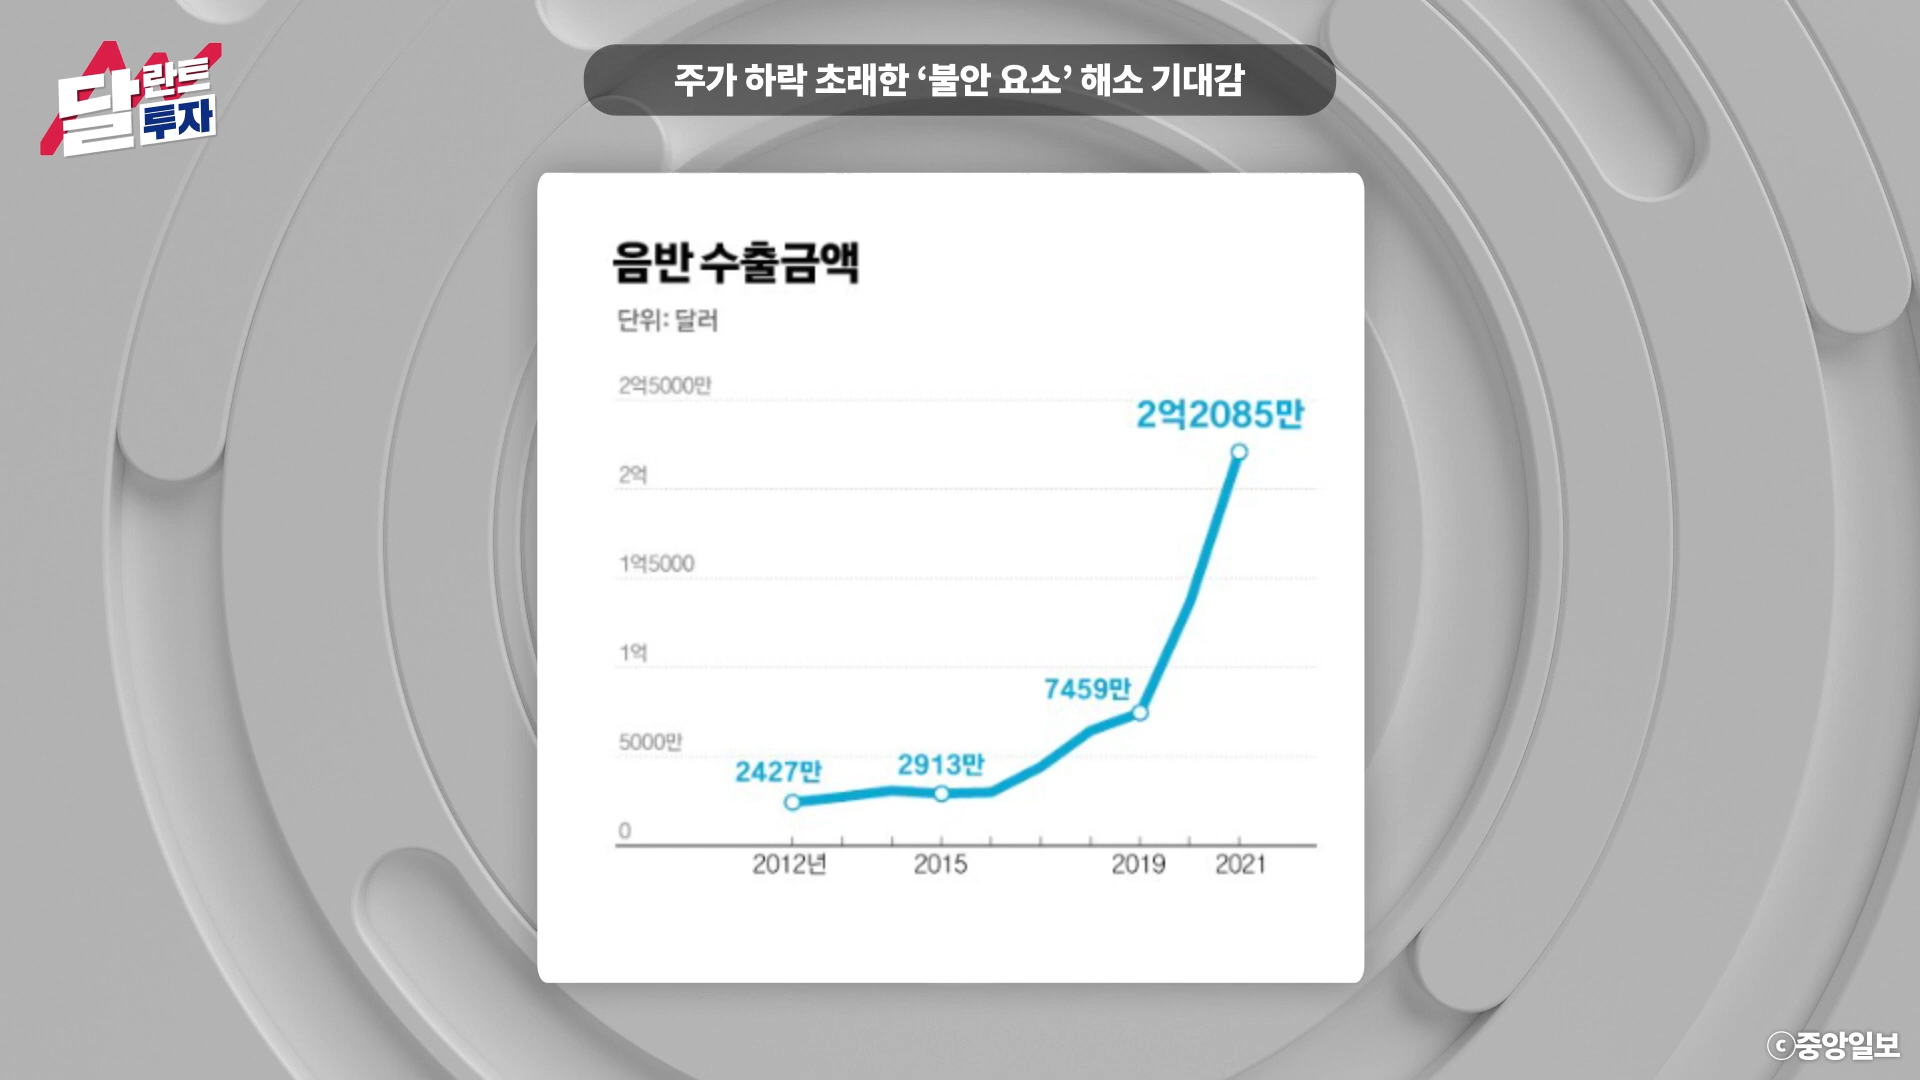 달란트
투자
주가 하락 초래한 ‘불안 요소’ 해소 기대감
음반 수출금액
단위: 달러
2억5000만
2억2085만
2억
1억5000
1억
7459만
5000만
2427만
2913만
0
2012년 2015 2019 2021
ⓒ중앙일보